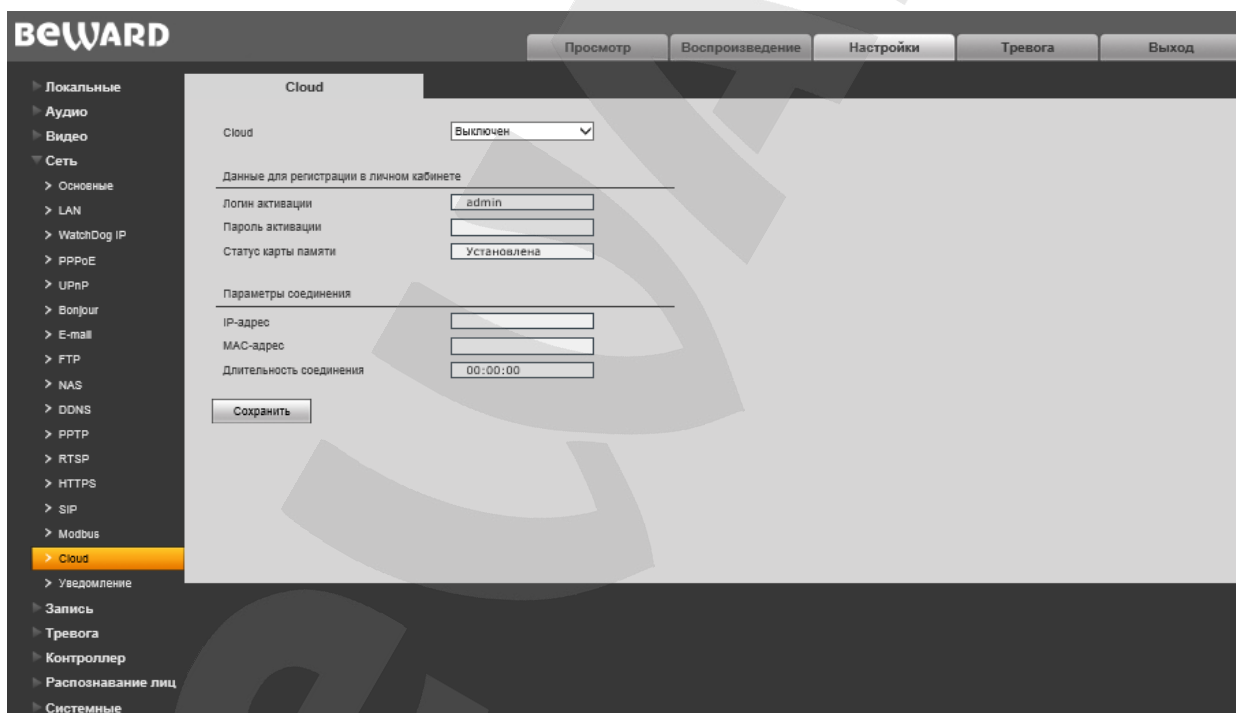 BEWARD
Просмотр Воспроизведение Настройки Тревога Выход
Локальные
Аудио
Видео
Сеть
> Основные
> LAN
> WatchDog IP
> PPPoE
> UPnP
> Bonjour
> E-mail
> FTP
> NAS
> DDNS
> PPTP
> RTSP
> HTTPS
> SIP
> Modbus
> Cloud
> Уведомление
Запись
Тревога
Контроллер
Распознавание лиц
Системные
Cloud
Cloud Выключен
Данные для регистрации в личном кабинете
Логин активации admin
Пароль активации
Статус карты памяти Установлена
Параметры соединения
IP-адрес
MAC-адрес
Длительность соединения 00:00:00
Сохранить